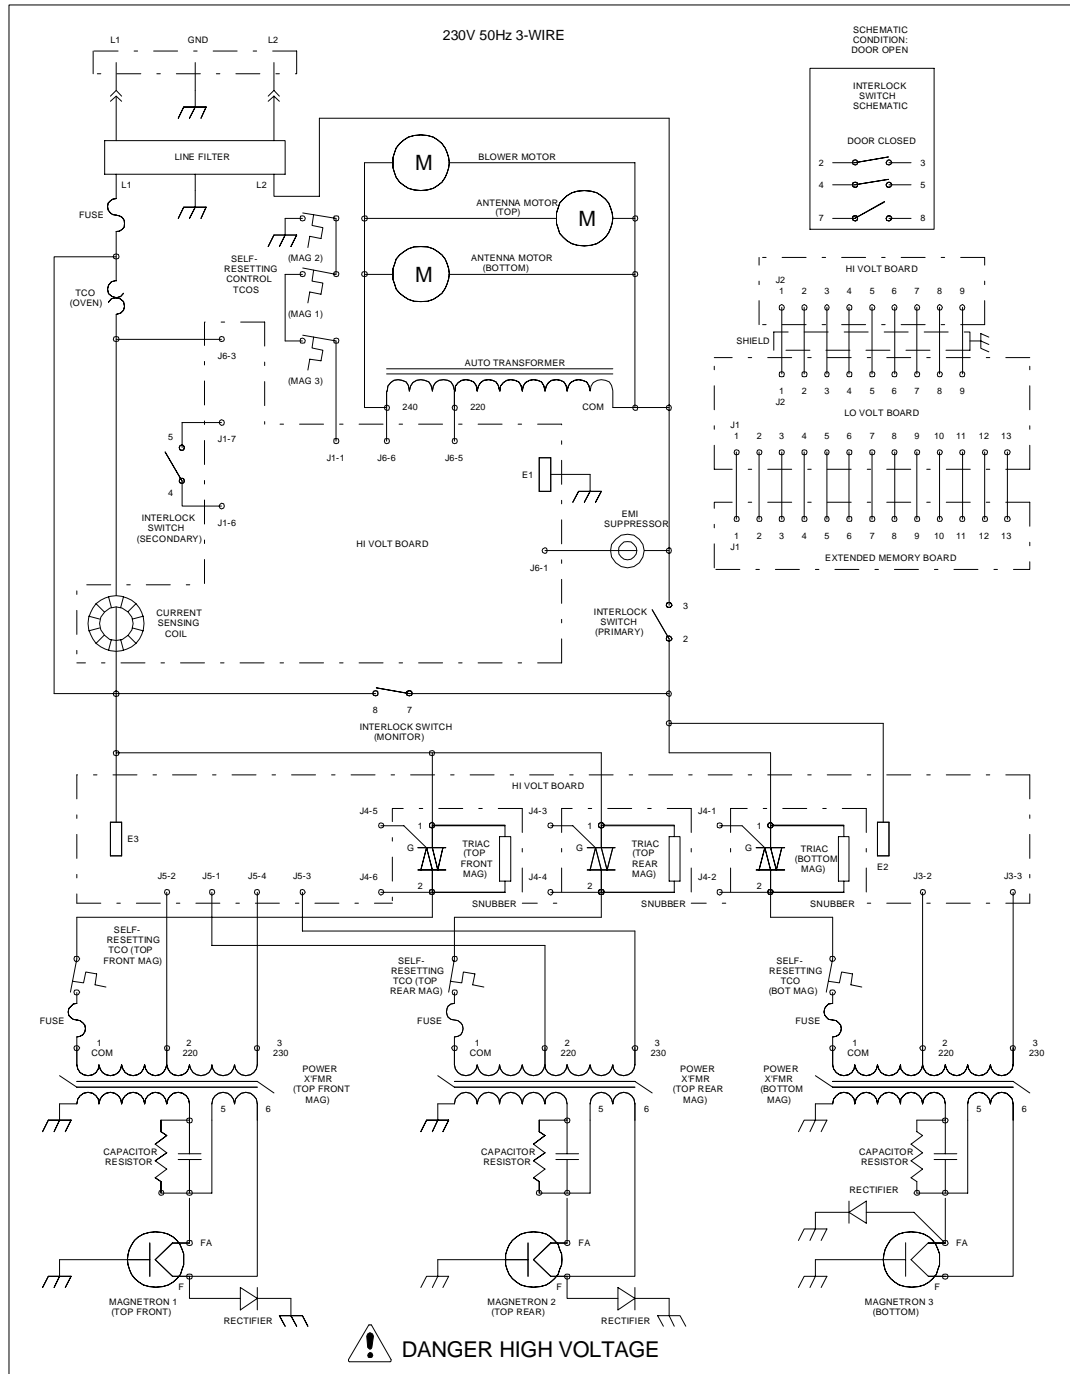 230V 50Hz 3-WIRE
L1 GND L2
LINE FILTER
L1 L2
FUSE
TCO
(OVEN)
SELF-
RESETTING
CONTROL
TCOS
(MAG 2)
(MAG 1)
(MAG 3)
M BLOWER MOTOR
ANTENNA MOTOR
(TOP)
M
M ANTENNA MOTOR
(BOTTOM)
AUTO TRANSFORMER
240 220 COM
J6-3
J1-1 J6-6 J6-5
5 J1-7
4 J1-6
INTERLOCK
SWITCH
(SECONDARY)
HI VOLT BOARD
E1
EMI
SUPPRESSOR
J6-1
CURRENT
SENSING
COIL
INTERLOCK
SWITCH
(PRIMARY)
3
2
8 7
INTERLOCK SWITCH
(MONITOR)
SCHEMATIC
CONDITION:
DOOR OPEN
INTERLOCK
SWITCH
SCHEMATIC
DOOR CLOSED
2 3
4 5
7 8
HI VOLT BOARD
J2
1 2 3 4 5 6 7 8 9
SHIELD
1 2 3 4 5 6 7 8 9
J2
LO VOLT BOARD
J1
1 2 3 4 5 6 7 8 9 10 11 12 13
1 2 3 4 5 6 7 8 9 10 11 12 13
J1
EXTENDED MEMORY BOARD
HI VOLT BOARD
E3
J4-5 1
G
J4-6 2
TRIAC
(TOP
FRONT
MAG)
SNUBBER
J4-3 1
G
J4-4 2
TRIAC
(TOP
REAR
MAG)
SNUBBER
J4-1 1
G
J4-2 2
TRIAC
(BOTTOM
MAG)
SNUBBER
E2
J5-2 J5-1 J5-4 J5-3 J3-2 J3-3
SELF-
RESETTING
TCO (TOP
FRONT MAG)
FUSE
1 2 3
COM 220 230
POWER
X'FMR
(TOP FRONT
MAG)
5 6
CAPACITOR
RESISTOR
FA
F
MAGNETRON 1
(TOP FRONT)
RECTIFIER
SELF-
RESETTING
TCO (TOP
REAR MAG)
FUSE
1 2 3
COM 220 230
POWER
X'FMR
(TOP REAR
MAG)
5 6
CAPACITOR
RESISTOR
FA
F
MAGNETRON 2
(TOP REAR)
RECTIFIER
SELF-
RESETTING
TCO
(BOT MAG)
FUSE
1 2 3
COM 220 230
POWER
X'FMR
(BOTTOM
MAG)
5 6
CAPACITOR
RESISTOR
RECTIFIER
FA
F
MAGNETRON 3
(BOTTOM)
! DANGER HIGH VOLTAGE